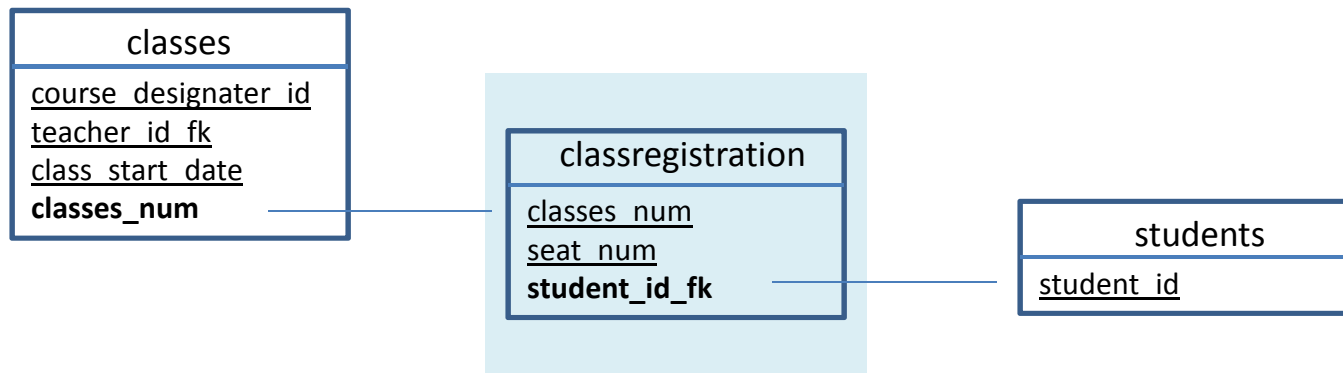 classes
course_designater_id
teacher_id_fk
class_start_date
classes_num
classregistration
classes_num
seat_num
student_id_fk
students
student_id